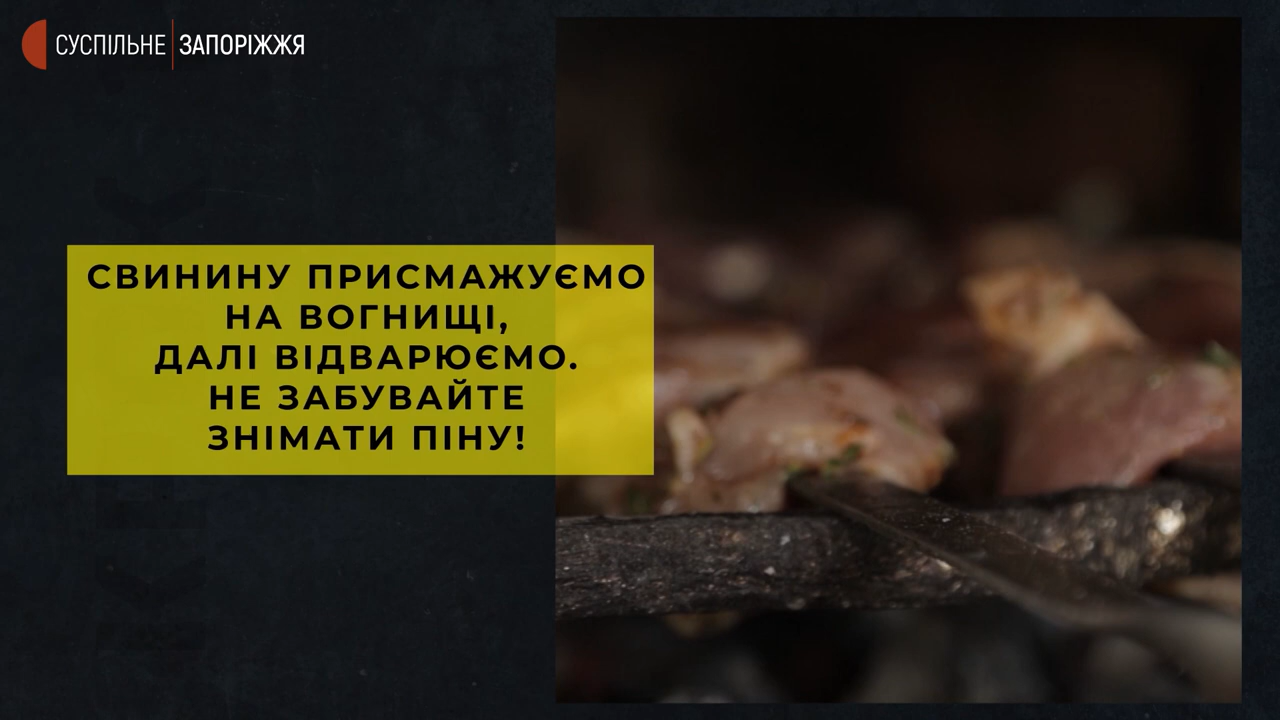 СУСПІЛЬНЕ ЗАПОРІЖЖЯ
СВИНИНУ ПРИСМАЖУЄМО
НА ВОГНИЩІ,
ДАЛІ ВІДВАРЮЄМО.
НЕ ЗАБУВАЙТЕ
ЗНІМАТИ ПІНУ!